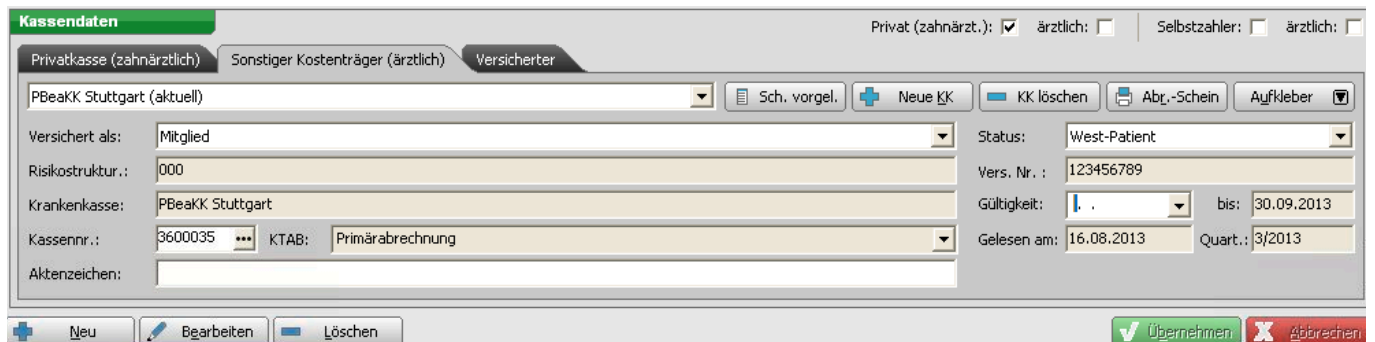 Kassendaten Privat (zahnärzt.): ärztlich: Selbstzahler: ärztlich:
Privatkasse (zahnärztlich) Sonstiger Kostenträger (ärztlich) Versicherter
PBeaKK Stuttgart (aktuell) Sch. vorgel. Neue KK KK löschen Abr.-Schein Aufkleber
Versichert als: Mitglied Status: West-Patient
Risikostruktur.: 000 Vers. Nr. : 123456789
Krankenkasse: PBeaKK Stuttgart Gültigkeit: . . bis: 30.09.2013
Kassennr.: 3600035 ... KTAB: Primärabrechnung Gelesen am: 16.08.2013 Quart.: 3/2013
Aktenzeichen:
Neu Bearbeiten Löschen Übernehmen Abbrechen